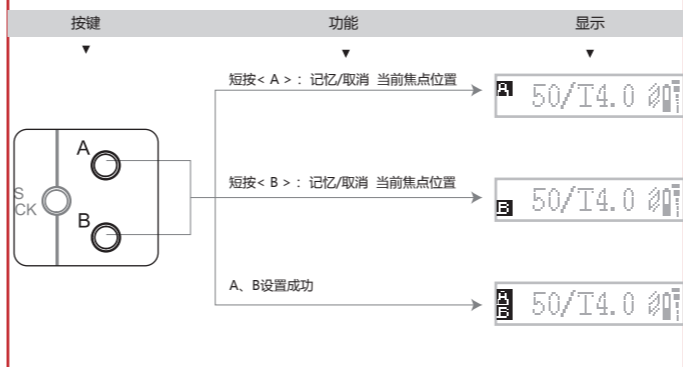 按键 功能 显示
▼ ▼ ▼
短按< A >：记忆/取消 当前焦点位置
A 50/T4.0
A
S
CK
B
短按< B >：记忆/取消 当前焦点位置
B 50/T4.0
A、B设置成功
A
B 50/T4.0